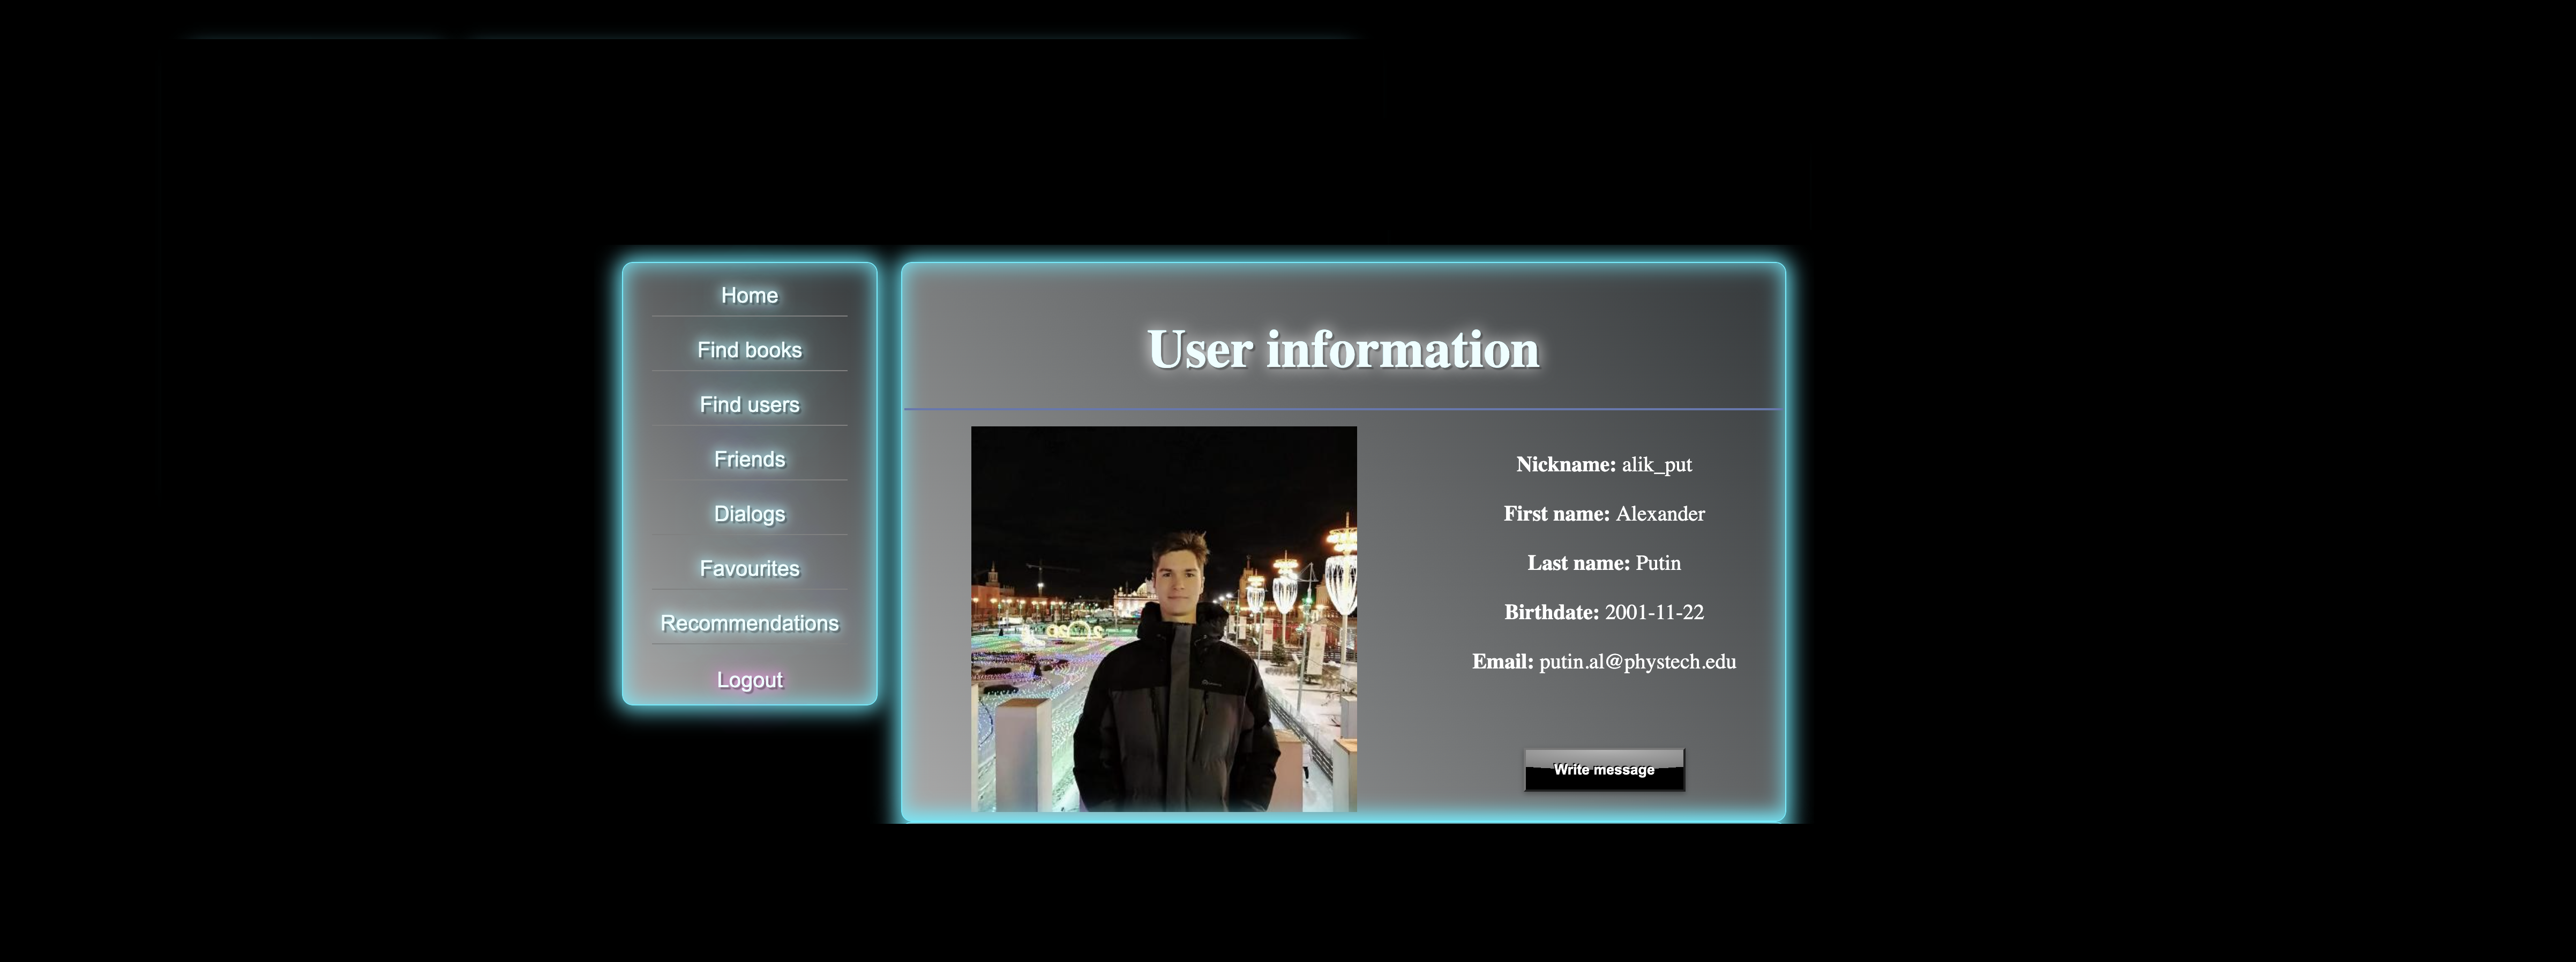 Home
Find books
Find users
Friends
Dialogs
Favourites
Recommendations
Logout
User information
Nickname: alik_put
First name: Alexander
Last name: Putin
Birthdate: 2001-11-22
Email: putin.al@phystech.edu
Write message